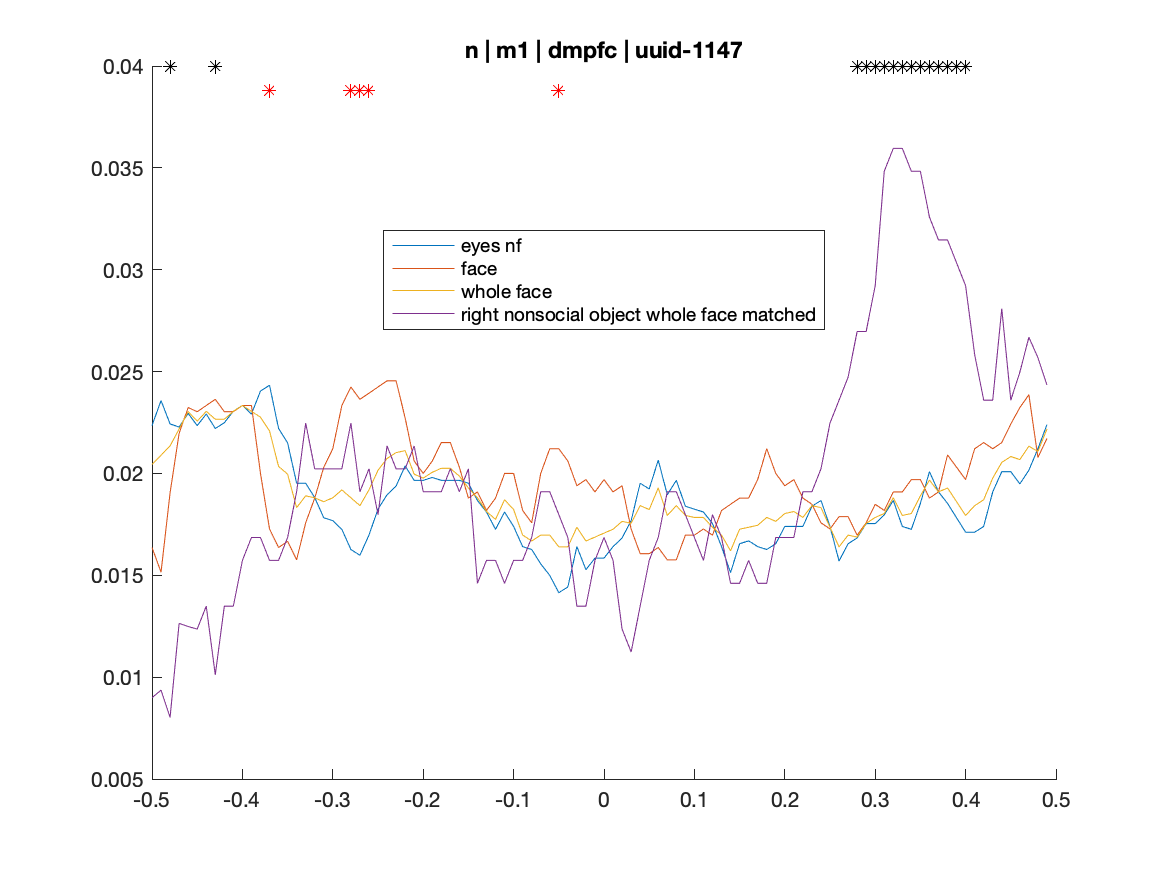 n | m1 | dmpfc | uuid-1147
0.04
0.035
0.03
0.025
0.02
0.015
0.01
0.005
eyes nf
face
whole face
right nonsocial object whole face matched
-0.5 -0.4 -0.3 -0.2 -0.1 0 0.1 0.2 0.3 0.4 0.5